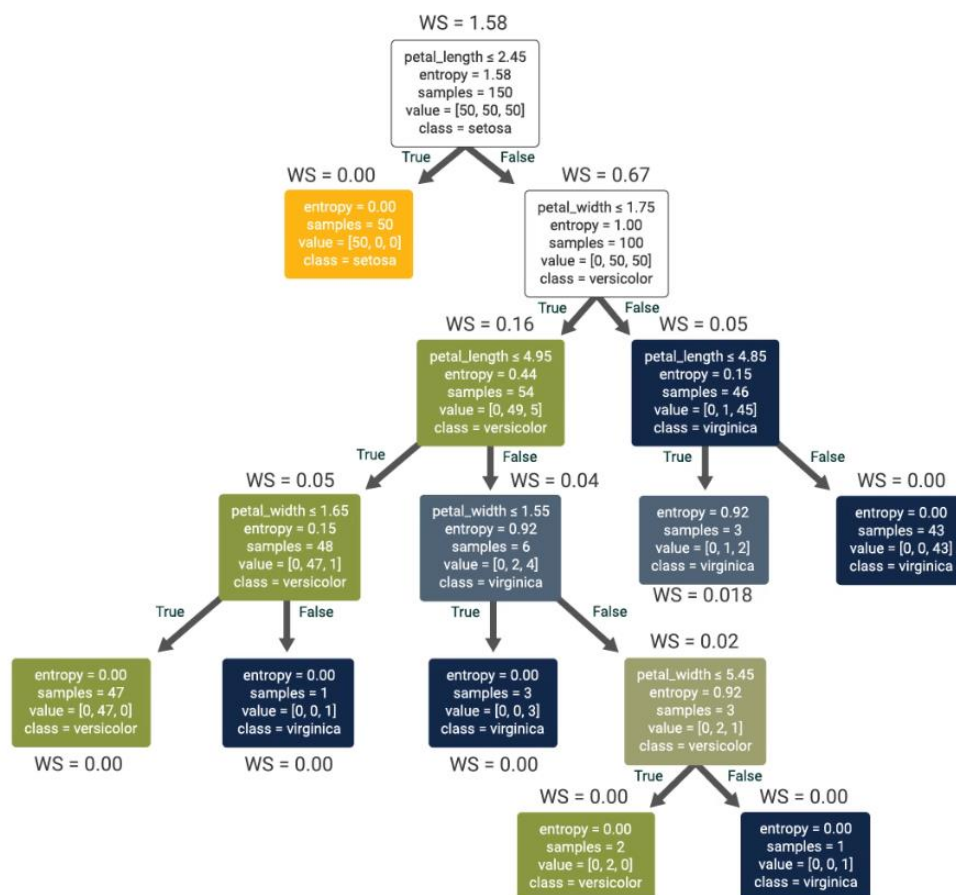 WS = 1.58
petal_length ≤ 2.45
entropy = 1.58
samples = 150
value = [50, 50, 50]
class = setosa
True
False
WS = 0.00
entropy = 0.00
samples = 50
value = [50, 0, 0]
class = setosa
WS = 0.67
petal_width ≤ 1.75
entropy = 1.00
samples = 100
value = [0, 50, 50]
class = versicolor
True
False
WS = 0.16
petal_length ≤ 4.95
entropy = 0.44
samples = 54
value = [0, 49, 5]
class = versicolor
WS = 0.05
petal_length ≤ 4.85
entropy = 0.15
samples = 46
value = [0, 1, 45]
class = virginica
True
False
True
False
WS = 0.05
petal_width ≤ 1.65
entropy = 0.15
samples = 48
value = [0, 47, 1]
class = versicolor
WS = 0.04
petal_width ≤ 1.55
entropy = 0.92
samples = 6
value = [0, 2, 4]
class = virginica
entropy = 0.92
samples = 3
value = [0, 1, 2]
class = virginica
WS = 0.018
WS = 0.00
entropy = 0.00
samples = 43
value = [0, 0, 43]
class = virginica
True
False
True
False
entropy = 0.00
samples = 47
value = [0, 47, 0]
class = versicolor
WS = 0.00
entropy = 0.00
samples = 1
value = [0, 0, 1]
class = virginica
WS = 0.00
entropy = 0.00
samples = 3
value = [0, 0, 3]
class = virginica
WS = 0.00
WS = 0.02
petal_width ≤ 5.45
entropy = 0.92
samples = 3
value = [0, 2, 1]
class = versicolor
True
False
WS = 0.00
entropy = 0.00
samples = 2
value = [0, 2, 0]
class = versicolor
WS = 0.00
entropy = 0.00
samples = 1
value = [0, 0, 1]
class = virginica